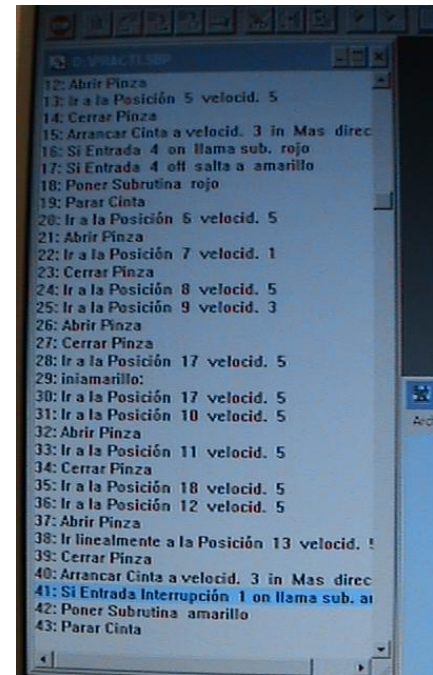 D:\PRACTI.SBP
12: Abrir Pinza
13: Ir a la Posición 5 velocid. 5
14: Cerrar Pinza
15: Arrancar Cinta a velocid. 3 in Mas direc
16: Si Entrada 4 on llama sub. rojo
17: Si Entrada 4 off salta a amarillo
18: Poner Subrutina rojo
19: Parar Cinta
20: Ir a la Posición 6 velocid. 5
21: Abrir Pinza
22: Ir a la Posición 7 velocid. 1
23: Cerrar Pinza
24: Ir a la Posición 8 velocid. 5
25: Ir a la Posición 9 velocid. 3
26: Abrir Pinza
27: Cerrar Pinza
28: Ir a la Posición 17 velocid. 5
29: iniamarillo:
30: Ir a la Posición 17 velocid. 5
31: Ir a la Posición 10 velocid. 5
32: Abrir Pinza
33: Ir a la Posición 11 velocid. 5
34: Cerrar Pinza
35: Ir a la Posición 18 velocid. 5
36: Ir a la Posición 12 velocid. 5
37: Abrir Pinza
38: Ir linealmente a la Posición 13 velocid.
39: Cerrar Pinza
40: Arrancar Cinta a velocid. 3 in Mas direc
41: Si Entrada Interrupción 1 on llama sub.
42: Poner Subrutina amarillo
43: Parar Cinta